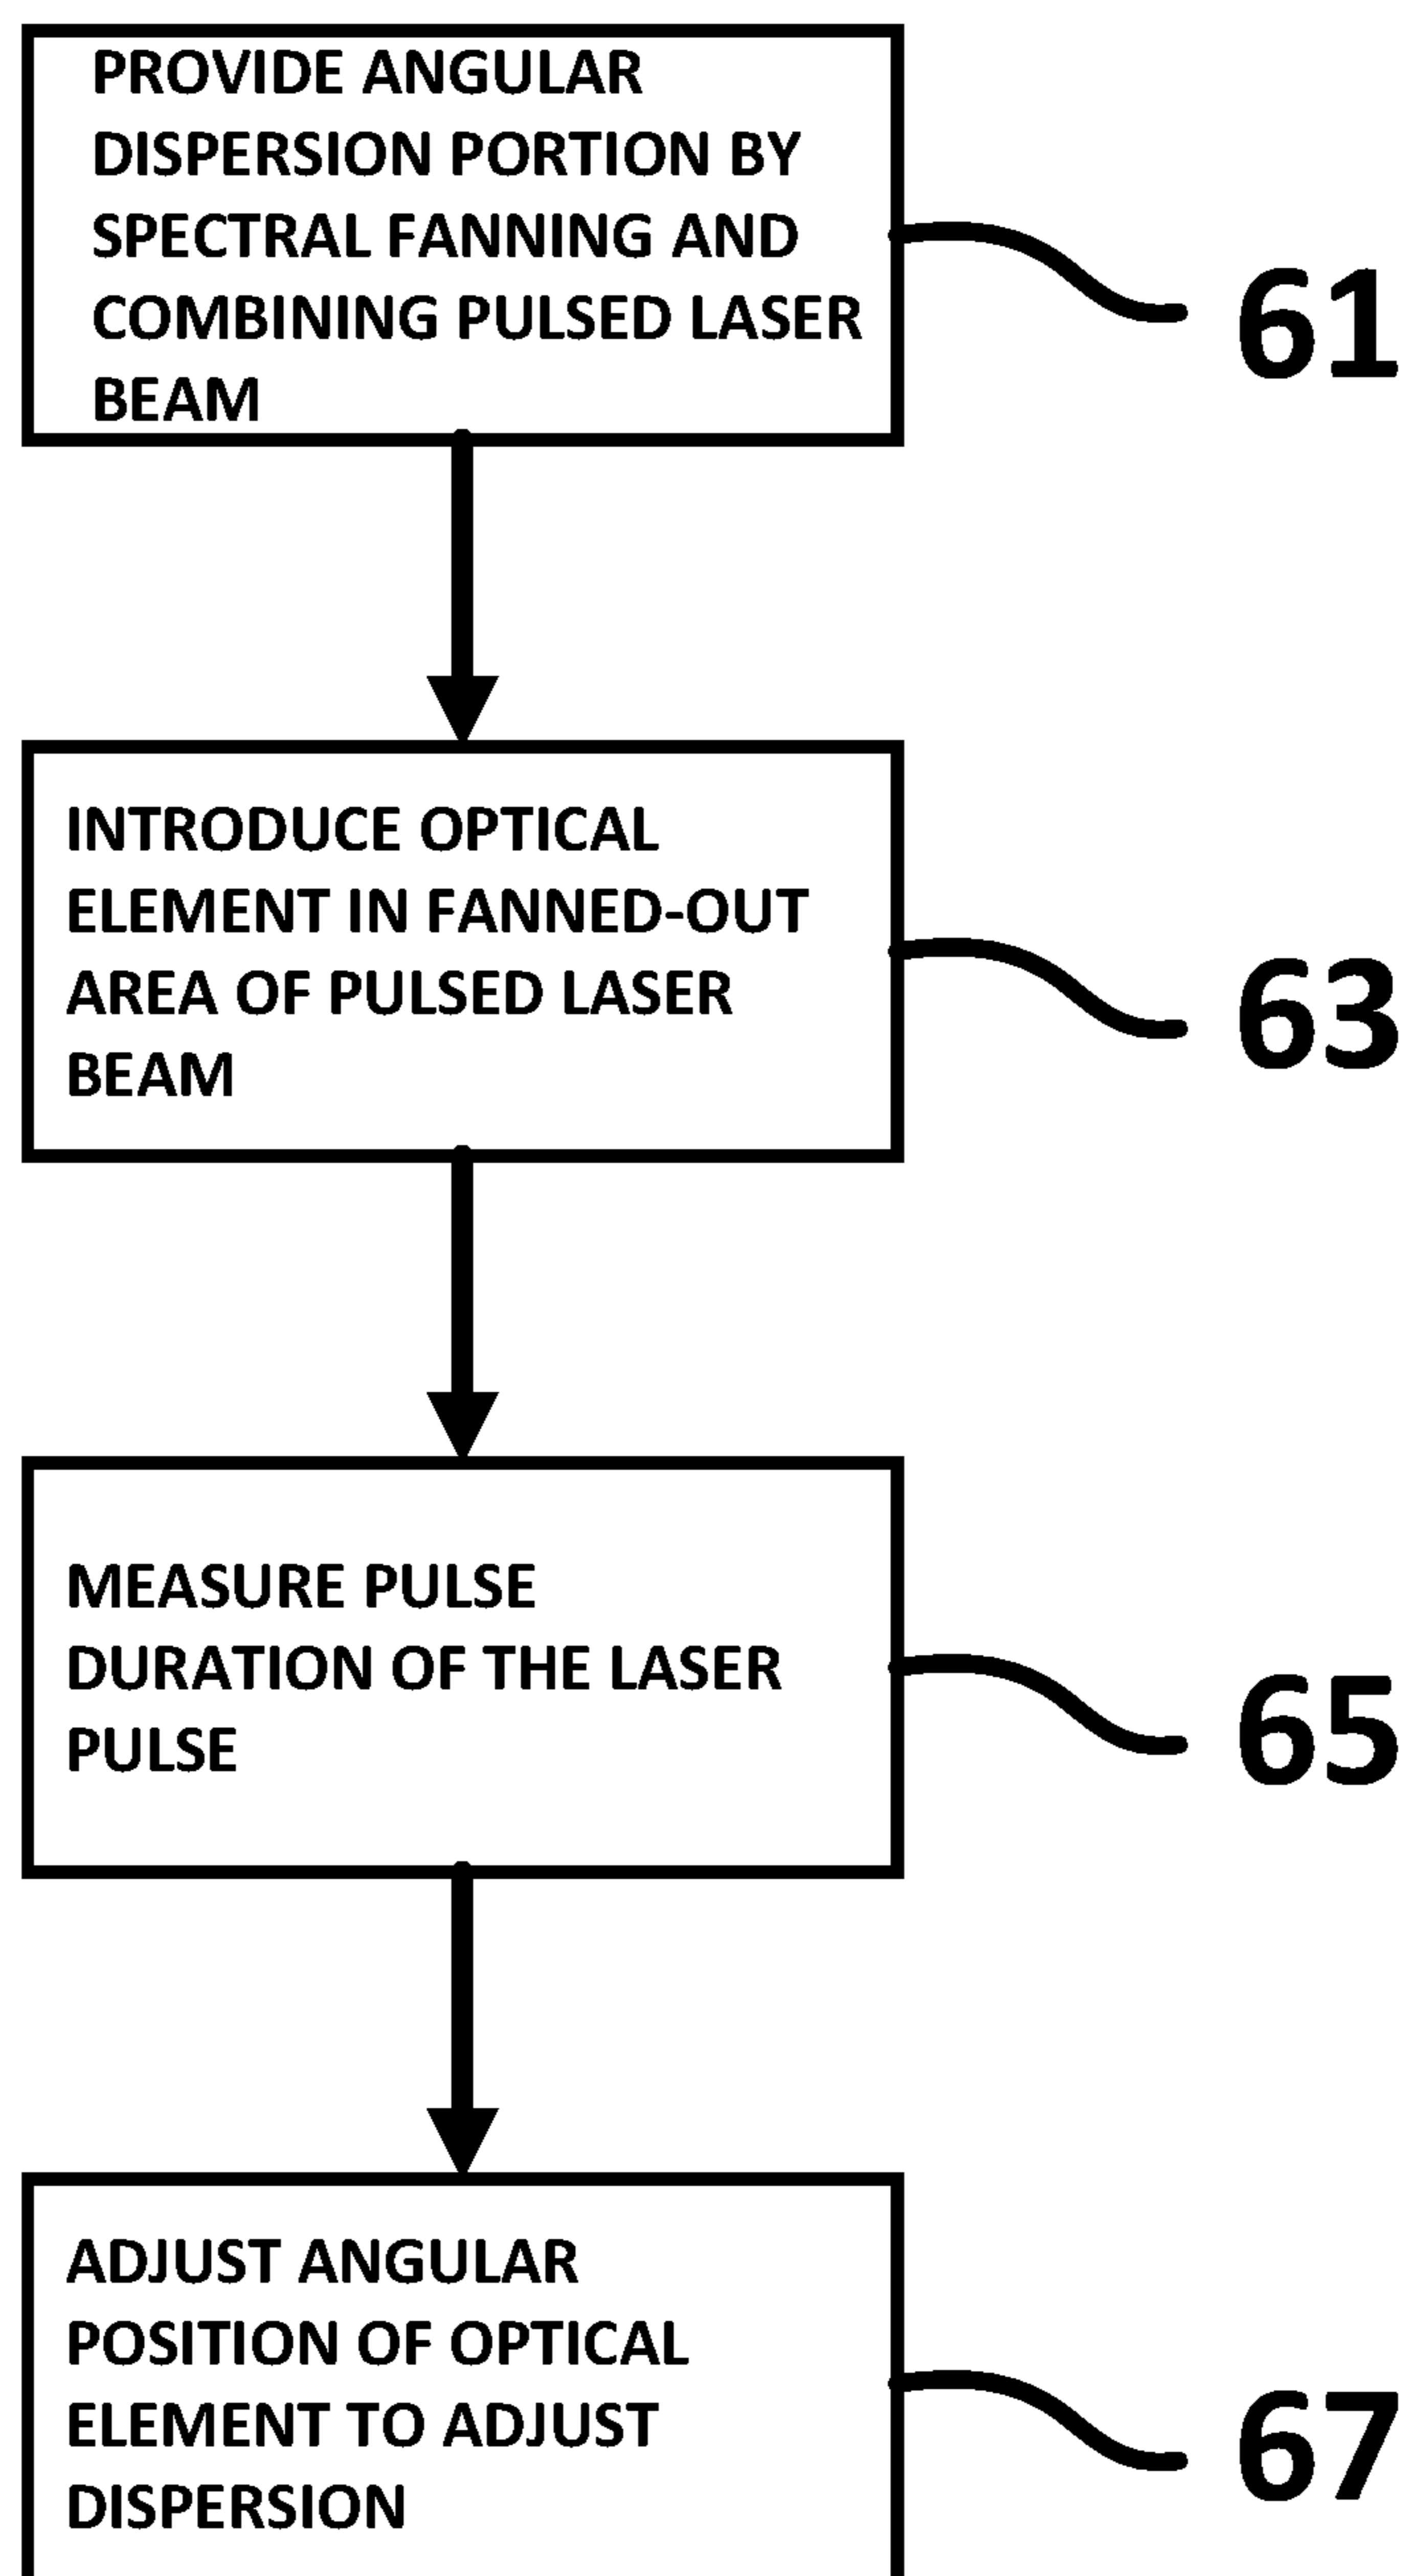 PROVIDE ANGULAR
DISPERSION PORTION BY
SPECTRAL FANNING AND
COMBINING PULSED LASER
BEAM
61
INTRODUCE OPTICAL
ELEMENT IN FANNED-OUT
AREA OF PULSED LASER
BEAM
63
MEASURE PULSE
DURATION OF THE LASER
PULSE
65
ADJUST ANGULAR
POSITION OF OPTICAL
ELEMENT TO ADJUST
DISPERSION
67